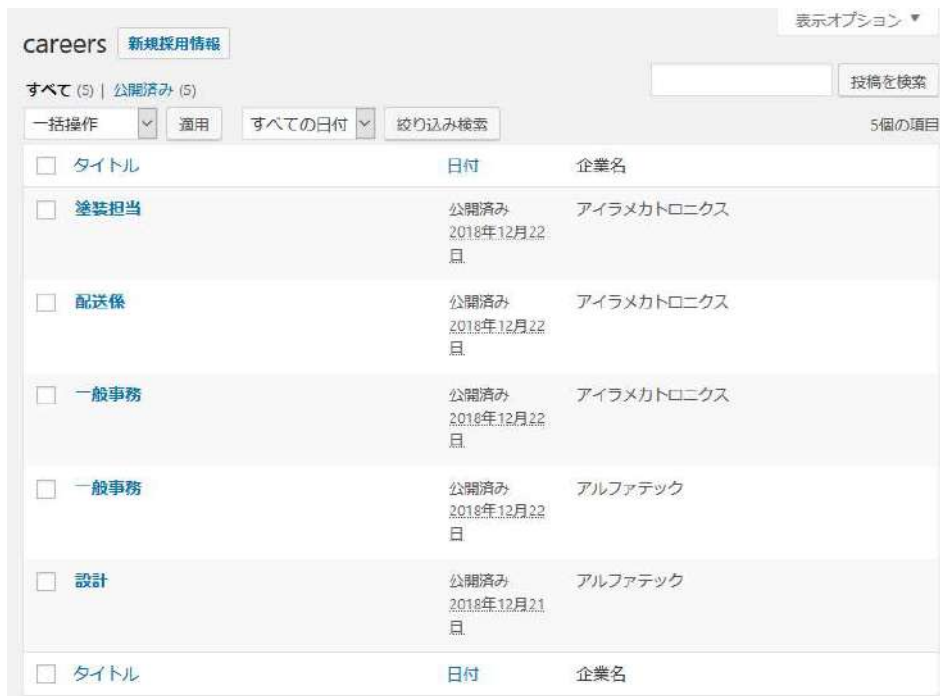 表示オプション ▼
careers 新規採用情報
すべて (5) | 公開済み (5)
投稿を検索
一括操作 適用 すべての日付 絞り込み検索 5個の項目
タイトル 日付 企業名
塗装担当 公開済み アイラメカトロニクス
2018年12月22
日
配送係 公開済み アイラメカトロニクス
2018年12月22
日
一般事務 公開済み アイラメカトロニクス
2018年12月22
日
一般事務 公開済み アルファテック
2018年12月22
日
設計 公開済み アルファテック
2018年12月21
日
タイトル 日付 企業名